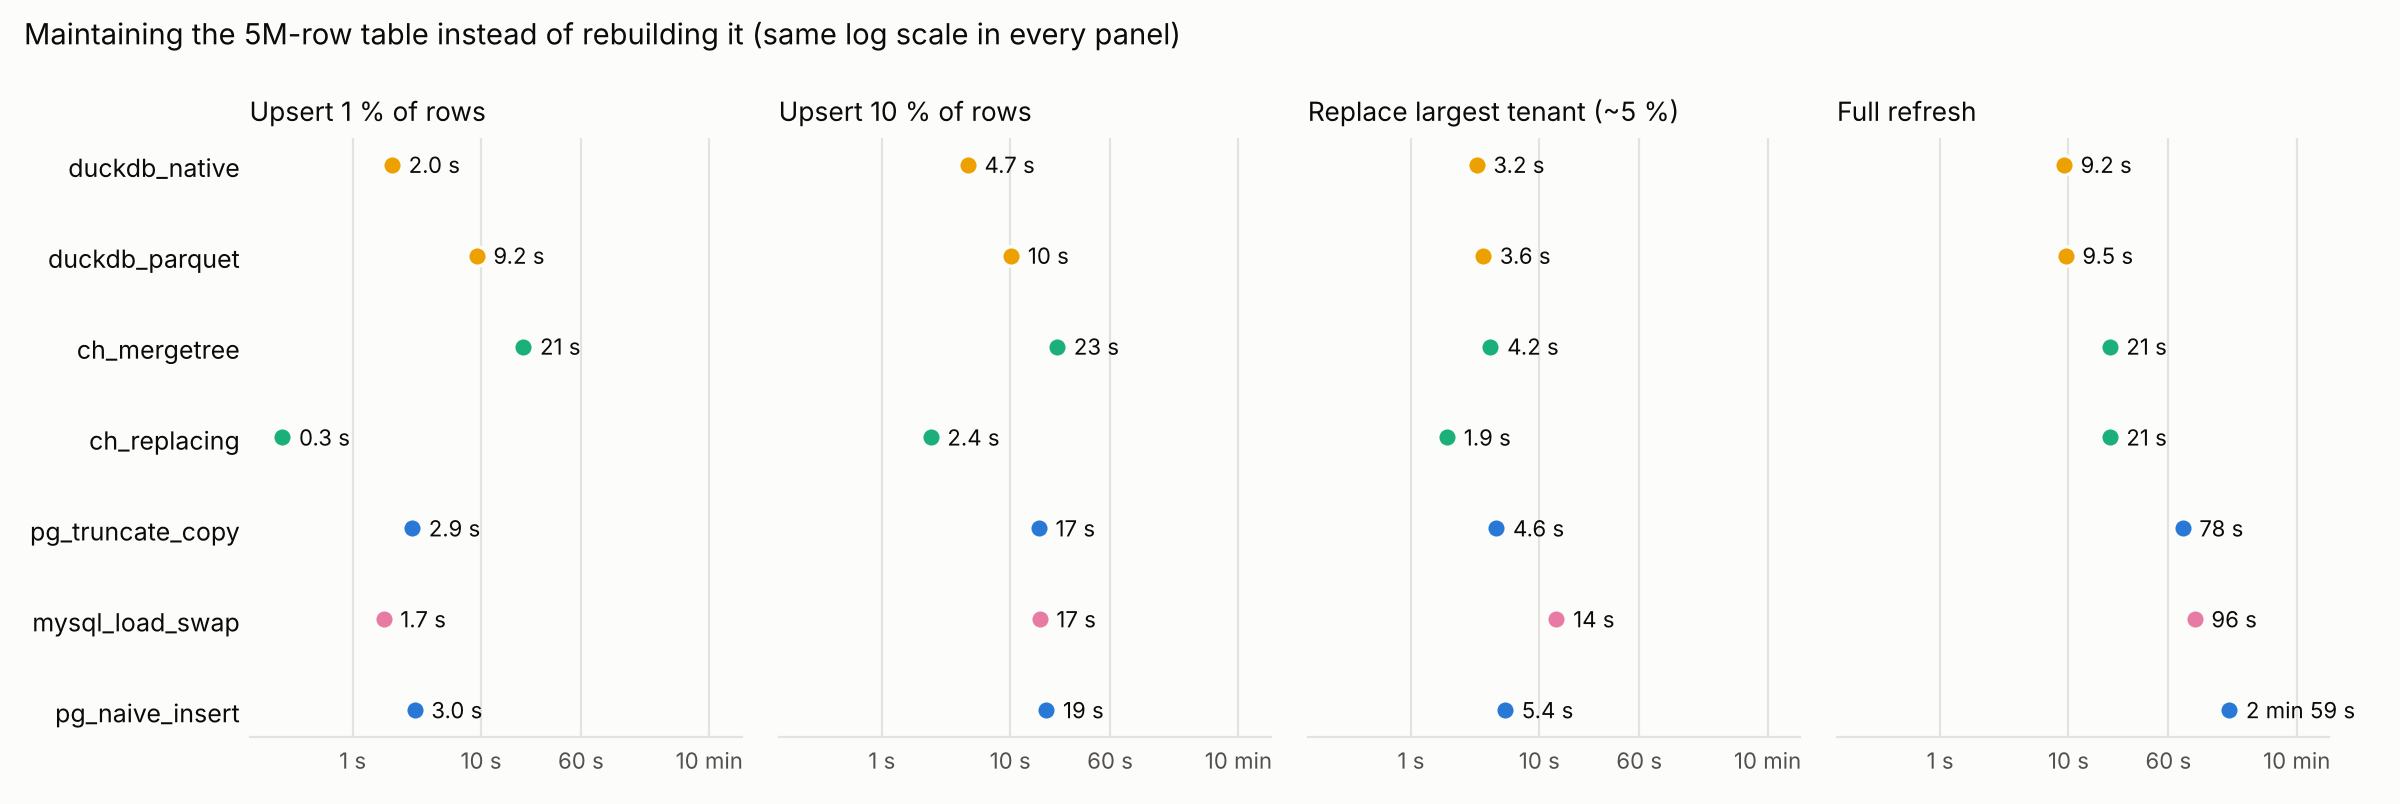 Maintaining the 5M-row table instead of rebuilding it (same log scale in every panel)
Upsert 1 % of rows
Upsert 10 % of rows
Replace largest tenant (~5 %)
Full refresh
duckdb_native 2.0 s 4.7 s 3.2 s 9.2 s
duckdb_parquet 9.2 s 10 s 3.6 s 9.5 s
ch_mergetree 21 s 23 s 4.2 s 21 s
ch_replacing 0.3 s 2.4 s 1.9 s 21 s
pg_truncate_copy 2.9 s 17 s 4.6 s 78 s
mysql_load_swap 1.7 s 17 s 14 s 96 s
pg_naive_insert 3.0 s 19 s 5.4 s 2 min 59 s
1 s 10 s 60 s 10 min 1 s 10 s 60 s 10 min 1 s 10 s 60 s 10 min 1 s 10 s 60 s 10 min